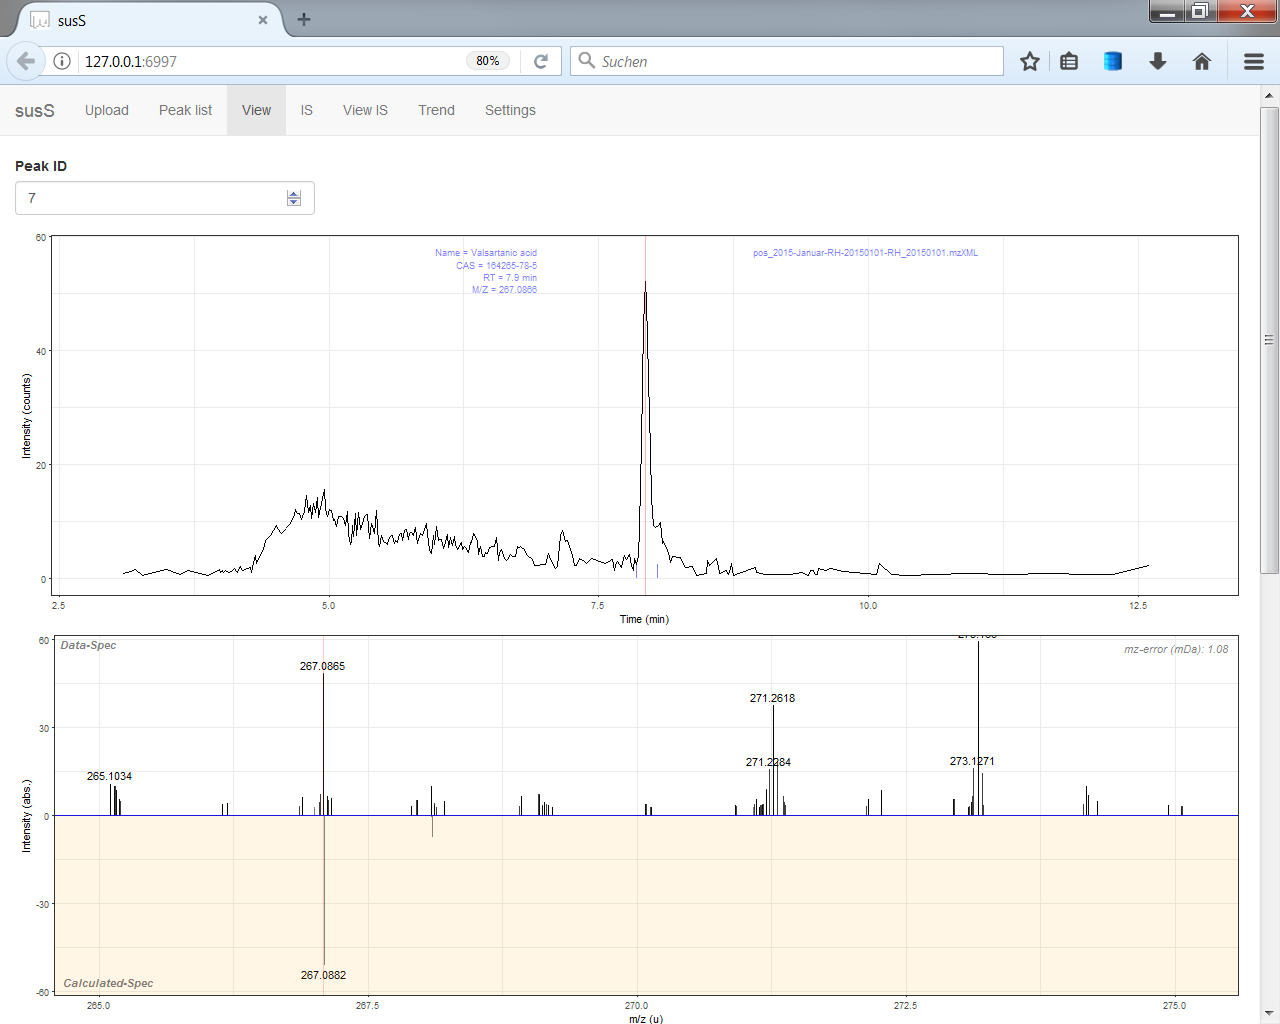 susS
127.0.0.1:6997
80%
Suchen
susS Upload Peak list View IS View IS Trend Settings
Peak ID
7
60
40
20
0
Intensity (counts)
Name = Valsartanic acid
CAS = 164265-78-5
RT = 7.9 min
M/Z = 267.0866
pos_2015-Januar-RH-20150101-RH_20150101.mzXML
2.5 5.0 7.5 10.0 12.5
Time (min)
Data-Spec
mz-error (mDa): 1.08
267.0865
271.2618
271.2284
273.1271
265.1034
60
30
0
-30
-60
Intensity (abs.)
267.0882
Calculated-Spec
265.0 267.5 270.0 272.5 275.0
m/z (u)